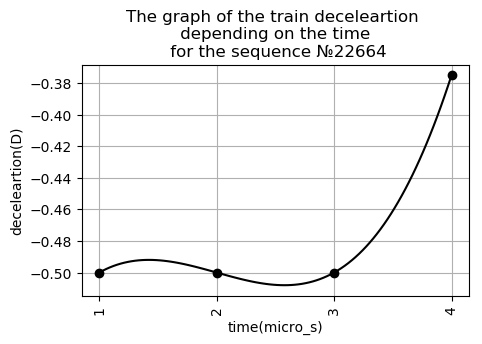 The graph of the train deceleartion
depending on the time
for the sequence №22664
deceleartion(D)
−0.38
−0.40
−0.42
−0.44
−0.46
−0.48
−0.50
1
2
3
4
time(micro_s)